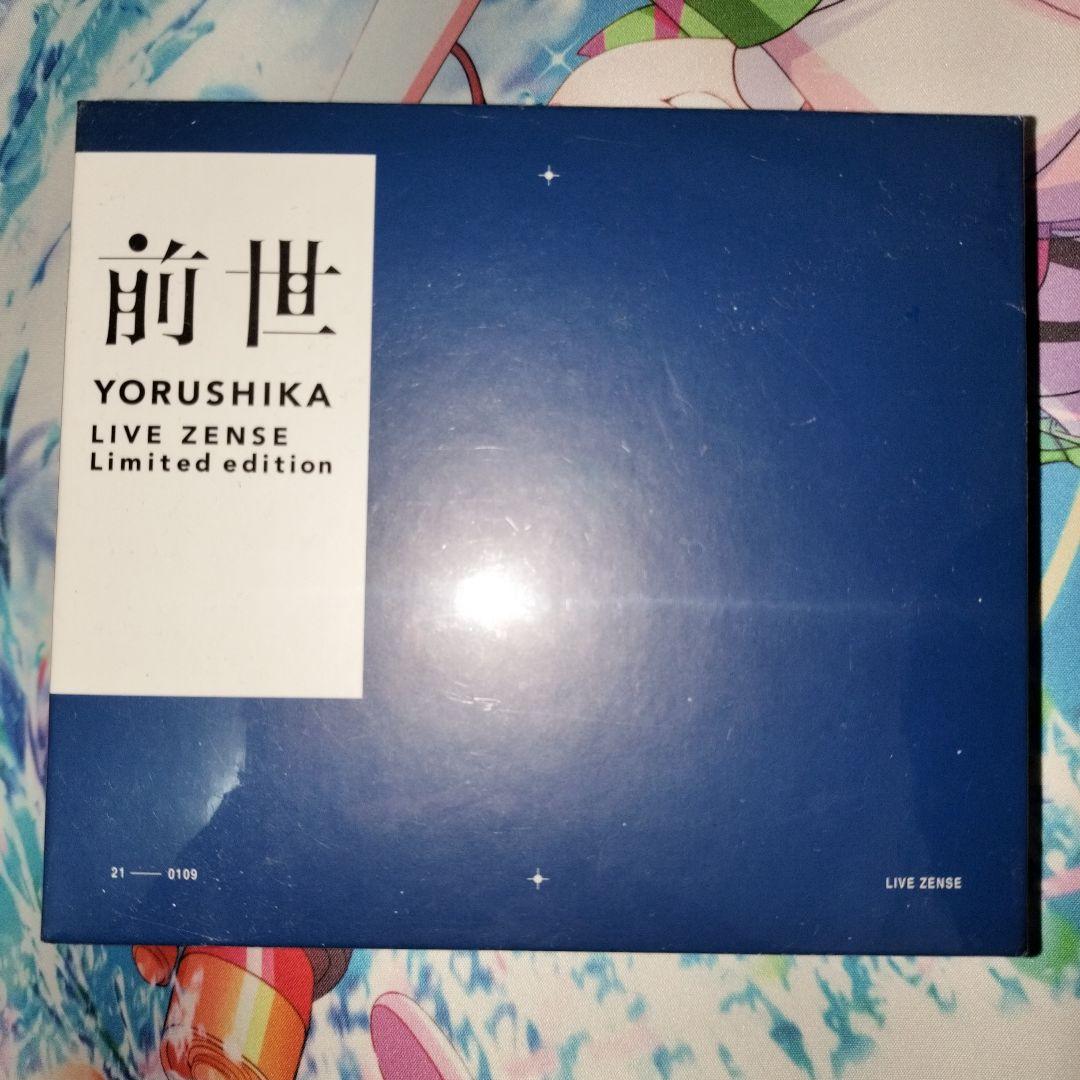 前世
YORUSHIKA
LIVE ZENSE
Limited edition
21 — 0109
LIVE ZENSE